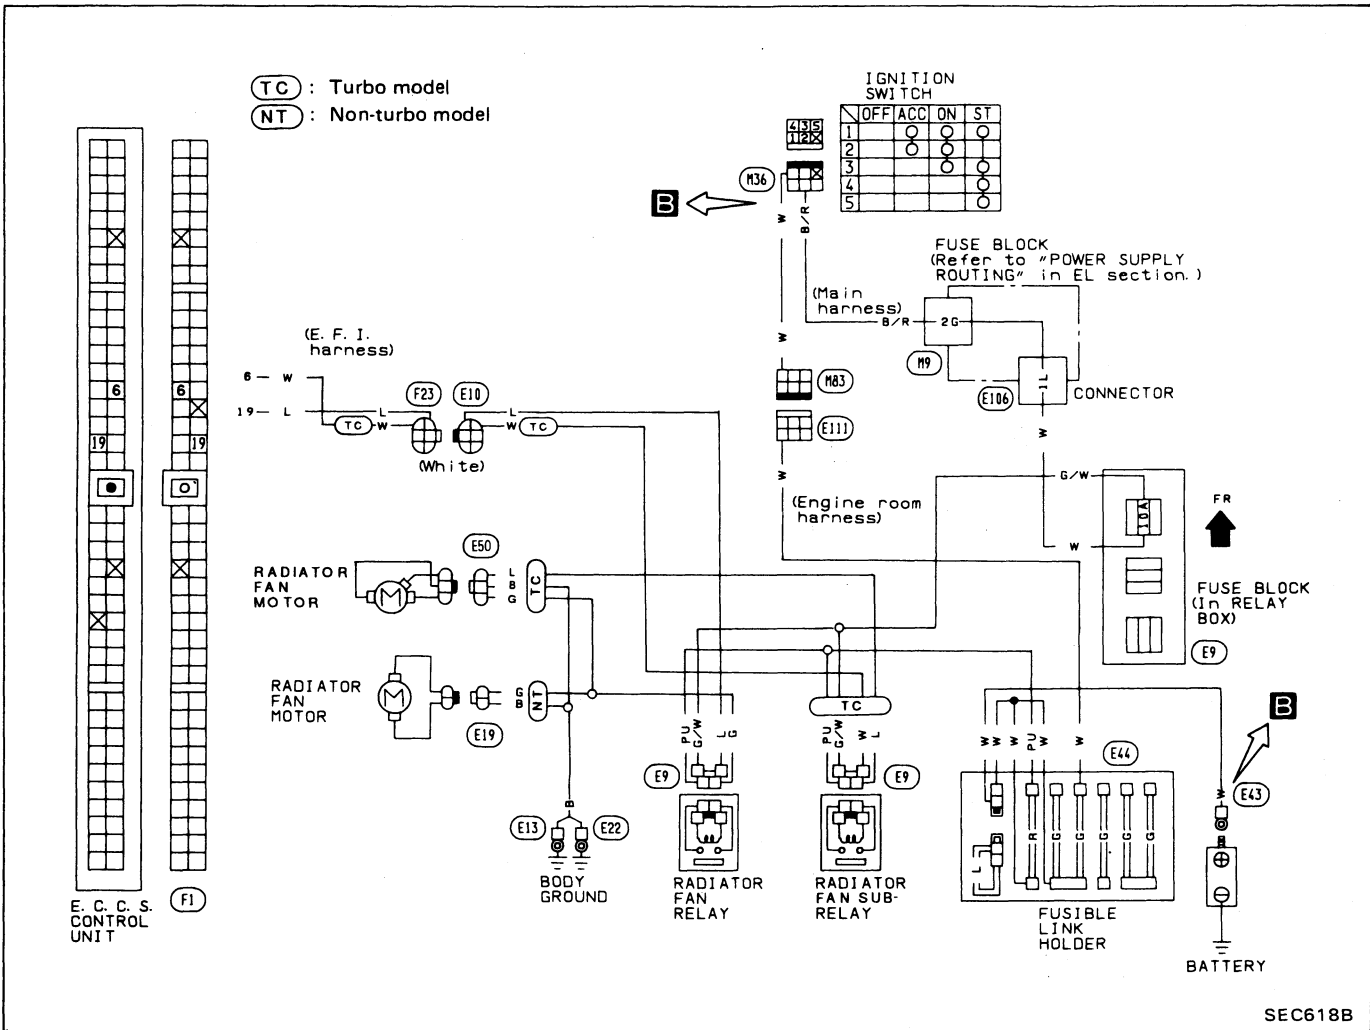 TC : Turbo model
NT : Non-turbo model
IGNITION
SWITCH
OFF ACC ON ST
1
2
3
4
5
4 3 5
1 2
M36
B
W
B/R
FUSE BLOCK
(Refer to "POWER SUPPLY
ROUTING" in EL section.)
(Main
harness)
B/R
2G
M9
1L
E106
CONNECTOR
W
M83
E111
W
W
(Engine room
harness)
G/W
W
10A
FR
FUSE BLOCK
(In RELAY
BOX)
E9
(E. F. I.
harness)
6 W
19 L
F23
E10
L
TC W
L
W TC
(White)
6
6
19
19
E50
RADIATOR
FAN
MOTOR
M
L
B
G
TC
RADIATOR
FAN
MOTOR
M
G
B
NT
E19
B
E13
E22
BODY
GROUND
PU
G/W
L
G
E9
RADIATOR
FAN
RELAY
TC
PU
G/W
W
L
E9
RADIATOR
FAN SUB-
RELAY
W
W
W
PU
W
W
E44
L
R
G
G
G
G
G
FUSIBLE
LINK
HOLDER
B
W
E43
BATTERY
E. C. C. S.
CONTROL
UNIT
F1
SEC618B